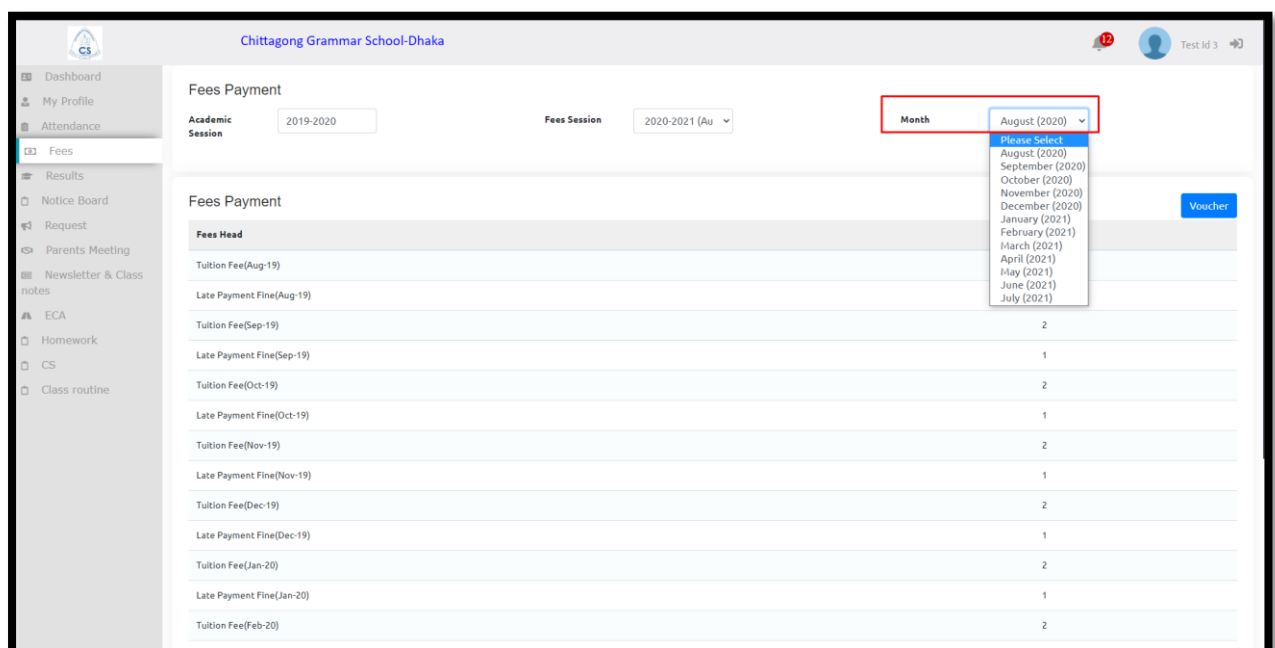 CS
Chittagong Grammar School-Dhaka
12
Test Id 3
Dashboard
My Profile
Attendance
Fees
Results
Notice Board
Request
Parents Meeting
Newsletter & Class
notes
ECA
Homework
CS
Class routine
Fees Payment
Academic
Session
2019-2020
Fees Session
2020-2021 (Au
Month
August (2020)
Please Select
August (2020)
September (2020)
October (2020)
November (2020)
December (2020)
January (2021)
February (2021)
March (2021)
April (2021)
May (2021)
June (2021)
July (2021)
Fees Payment
Voucher
Fees Head
Tuition Fee(Aug-19)
Late Payment Fine(Aug-19)
Tuition Fee(Sep-19) 2
Late Payment Fine(Sep-19) 1
Tuition Fee(Oct-19) 2
Late Payment Fine(Oct-19) 1
Tuition Fee(Nov-19) 2
Late Payment Fine(Nov-19) 1
Tuition Fee(Dec-19) 2
Late Payment Fine(Dec-19) 1
Tuition Fee(Jan-20) 2
Late Payment Fine(Jan-20) 1
Tuition Fee(Feb-20) 2